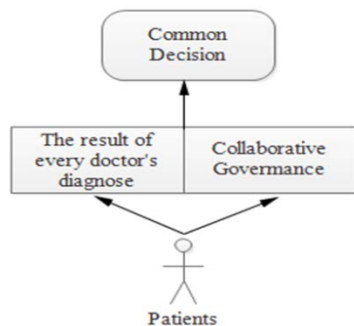 Common
Decision
The result of
every doctor's
diagnose
Collaborative
Govermance
Patients